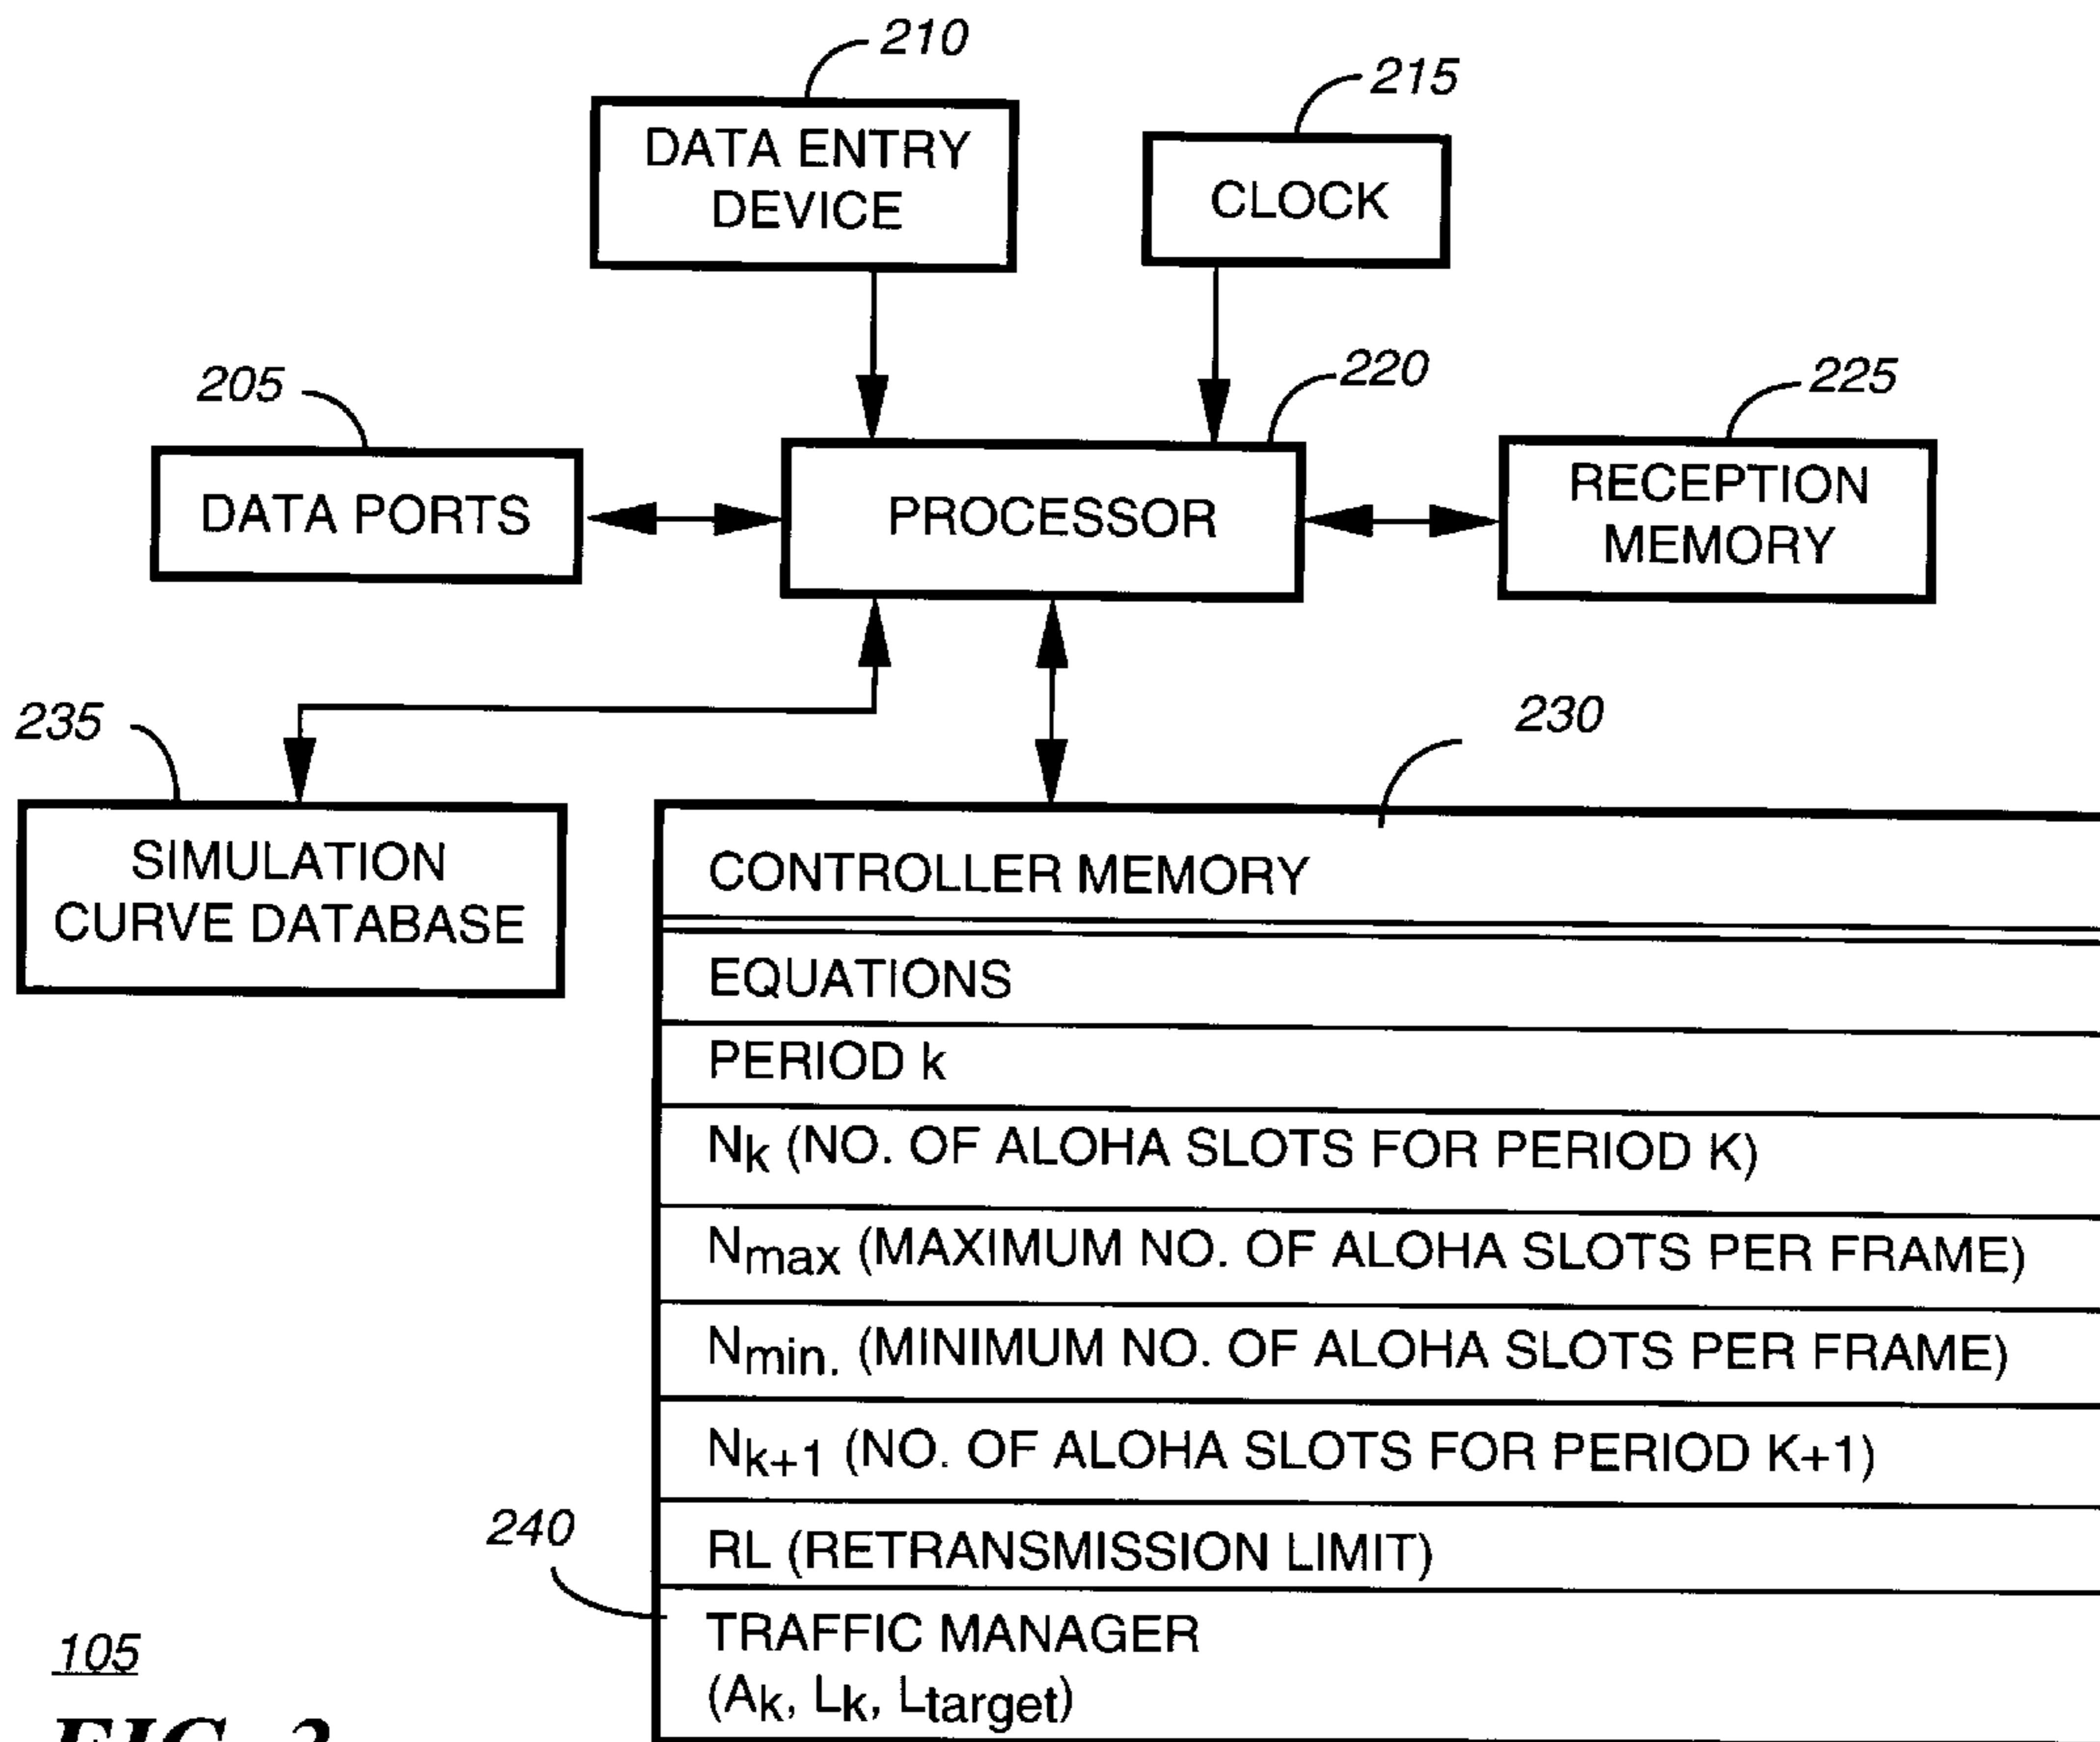 210
215
DATA ENTRY
DEVICE
CLOCK
205
220
225
DATA PORTS
PROCESSOR
RECEPTION
MEMORY
235
230
SIMULATION
CURVE DATABASE
CONTROLLER MEMORY
EQUATIONS
PERIOD k
Nk (NO. OF ALOHA SLOTS FOR PERIOD K)
Nmax (MAXIMUM NO. OF ALOHA SLOTS PER FRAME)
Nmin. (MINIMUM NO. OF ALOHA SLOTS PER FRAME)
Nk+1 (NO. OF ALOHA SLOTS FOR PERIOD K+1)
RL (RETRANSMISSION LIMIT)
240
TRAFFIC MANAGER
(Ak, Lk, Ltarget)
105
FIG. 2